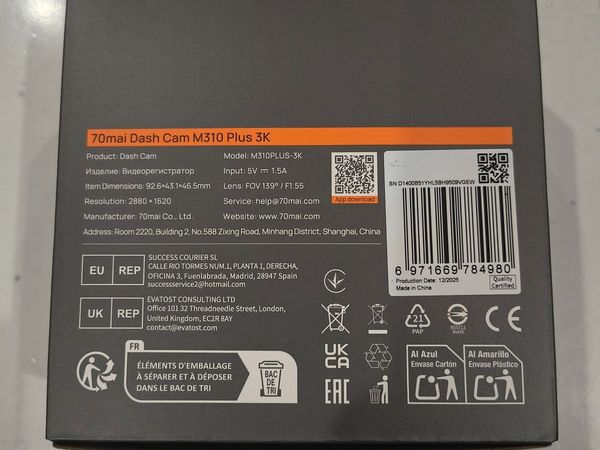 70mai Dash Cam M310 Plus 3K
Product: Dash Cam
Model: M310PLUS-3K
Изделие: Видеорегистратор
Input: 5V ⎓ 1.5A
Item Dimensions: 92.6×43.1×46.5mm
Lens: FOV 139° / F1.55
Resolution: 2880 × 1620
Service: help@70mai.com
Manufacturer: 70mai Co., Ltd.
Website: www.70mai.com
Address: Room 2220, Building 2, No.588 Zixing Road, Minhang District, Shanghai, China
App download
SN:D1400851YHL5BH9509VGEW
6 971669 784980
Production Date: 12/2025
Made in China
Quality
Certified
EU REP
SUCCESS COURIER SL
CALLE RIO TORMES NUM.1, PLANTA 1, DERECHA,
OFICINA 3, Fuenlabrada, Madrid, 28947 Spain
successservice2@hotmail.com
UK REP
EVATOST CONSULTING LTD
Office 101 32 Threadneedle Street, London,
United Kingdom, EC2R 8AY
contact@evatost.com
21
PAP
R55711
RoHS
CE
UK
CA
EAC
FR
ÉLÉMENTS D'EMBALLAGE
À SÉPARER ET À DÉPOSER
DANS LE BAC DE TRI
BAC
DE
TRI
Al Azul
Envase Cartón
Al Amarillo
Envase Plástico